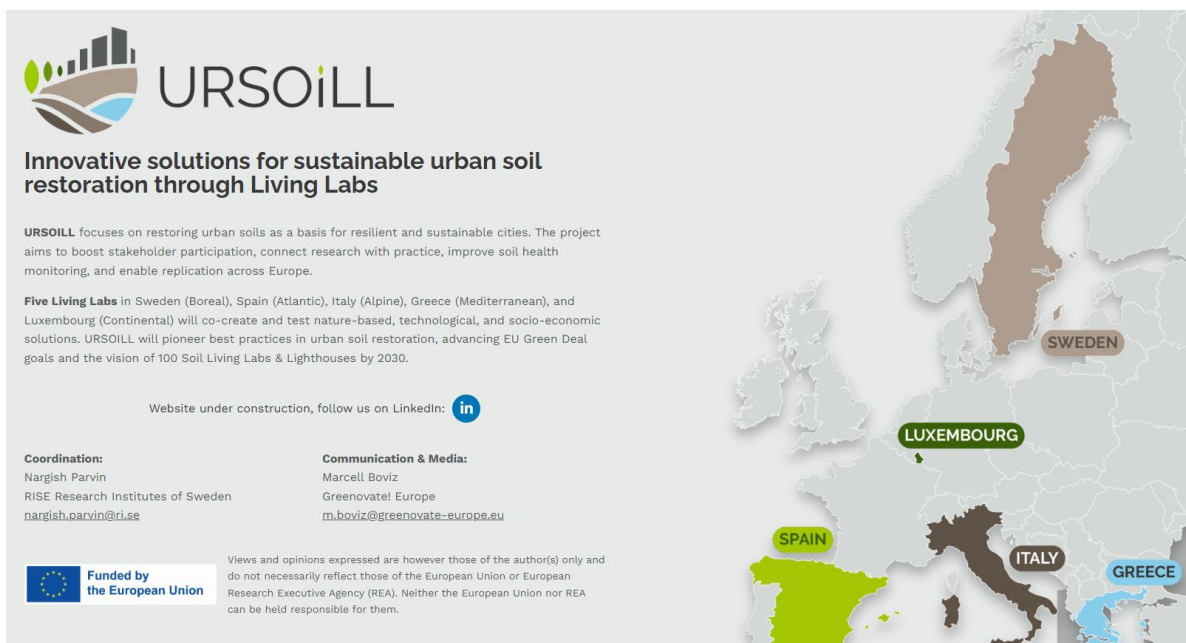 URSOiLL
Innovative solutions for sustainable urban soil
restoration through Living Labs
URSOILL focuses on restoring urban soils as a basis for resilient and sustainable cities. The project
aims to boost stakeholder participation, connect research with practice, improve soil health
monitoring, and enable replication across Europe.
Five Living Labs in Sweden (Boreal), Spain (Atlantic), Italy (Alpine), Greece (Mediterranean), and
Luxembourg (Continental) will co-create and test nature-based, technological, and socio-economic
solutions. URSOILL will pioneer best practices in urban soil restoration, advancing EU Green Deal
goals and the vision of 100 Soil Living Labs & Lighthouses by 2030.
Website under construction, follow us on LinkedIn: in
Coordination:
Nargish Parvin
RISE Research Institutes of Sweden
nargish.parvin@ri.se
Communication & Media:
Marcell Boviz
Greenovate! Europe
m.boviz@greenovate-europe.eu
Funded by
the European Union
Views and opinions expressed are however those of the author(s) only and
do not necessarily reflect those of the European Union or European
Research Executive Agency (REA). Neither the European Union nor REA
can be held responsible for them.
SWEDEN
LUXEMBOURG
SPAIN
ITALY
GREECE